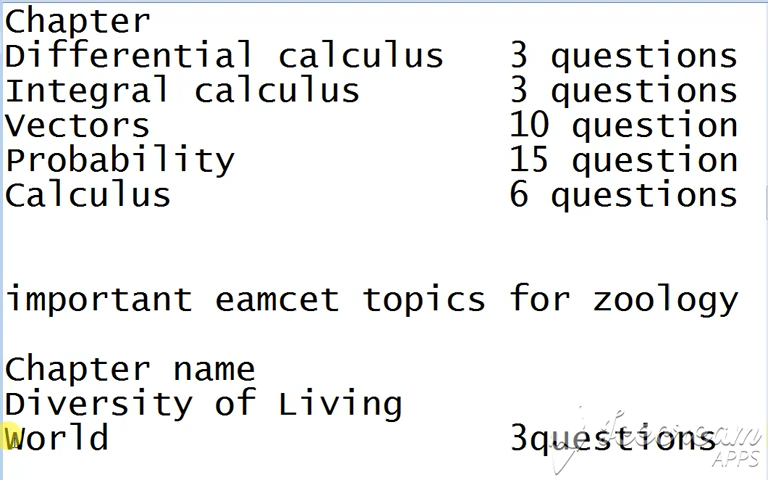 Chapter
Differential calculus 3 questions
Integral calculus 3 questions
Vectors 10 question
Probability 15 question
Calculus 6 questions
important eamcet topics for zoology
Chapter name
Diversity of Living
World 3questions
APPS